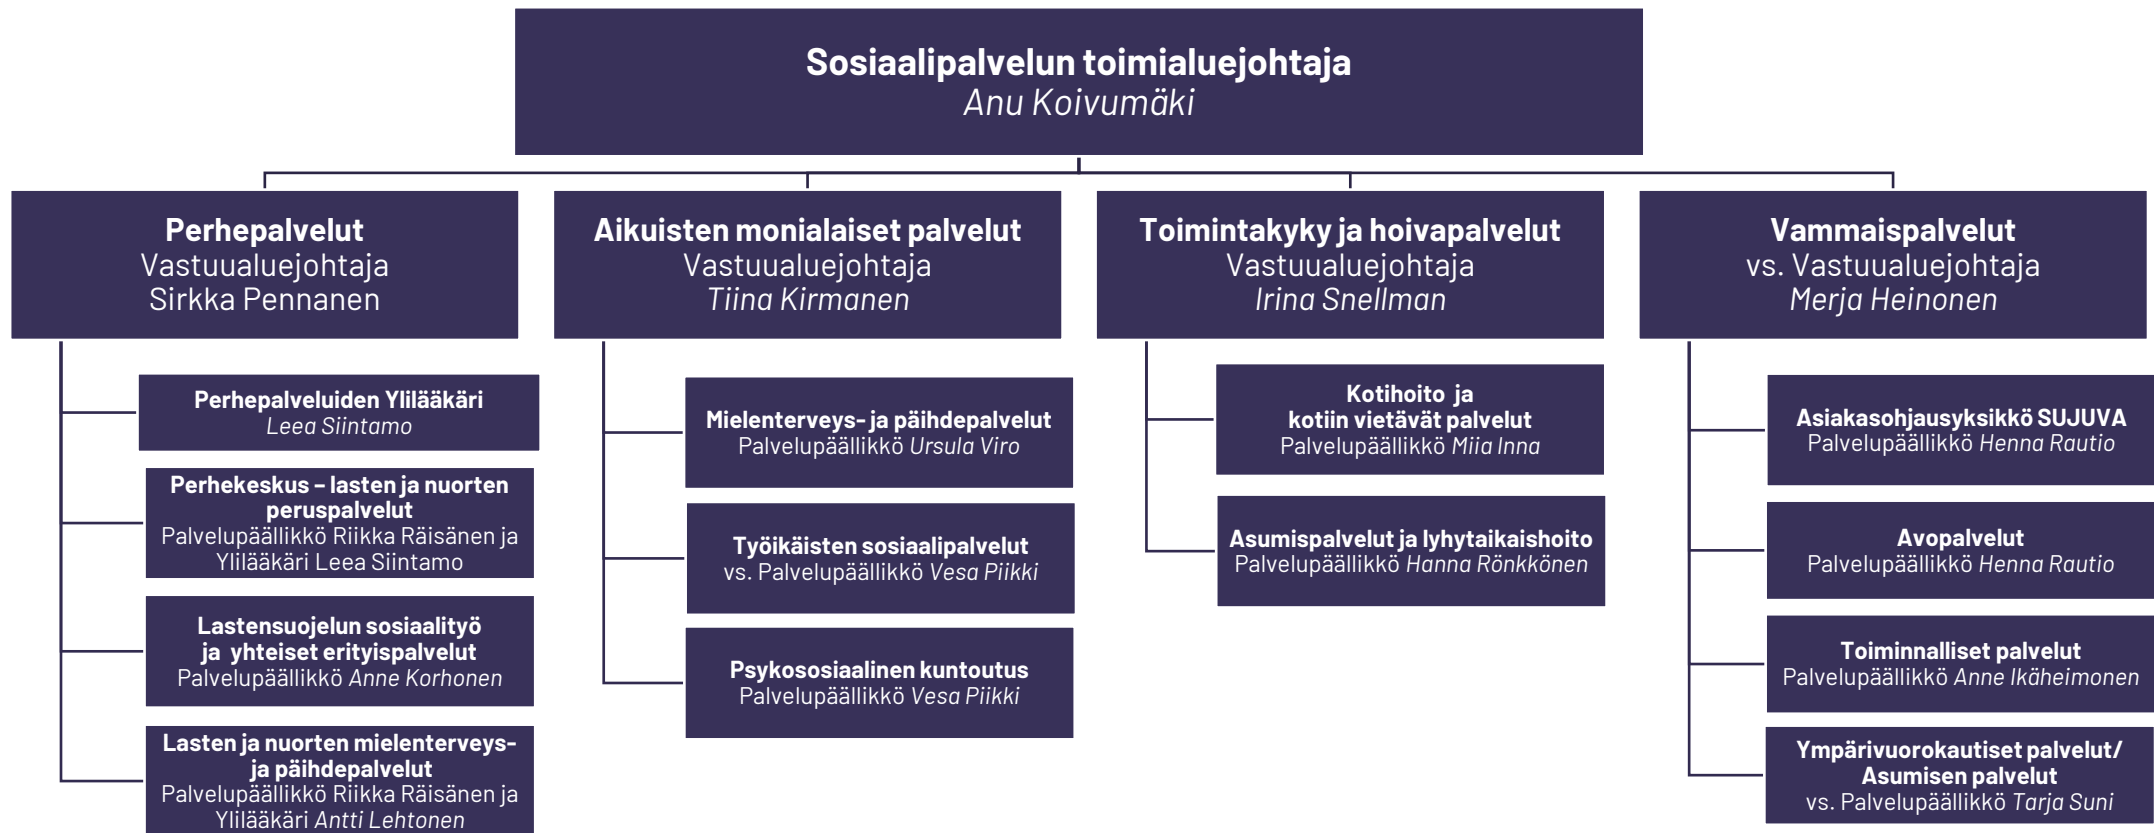 Sosiaalipalvelun toimialuejohtaja
Anu Koivumäki
Perhepalvelut
Vastuualuejohtaja
Sirkka Pennanen
Perhepalveluiden Ylilääkäri
Leea Siintamo
Perhekeskus – lasten ja nuorten
peruspalvelut
Palvelupäällikkö Riikka Räisänen ja
Ylilääkäri Leea Siintamo
Lastensuojelun sosiaalityö
ja yhteiset erityispalvelut
Palvelupäällikkö Anne Korhonen
Lasten ja nuorten mielenterveys-
ja päihdepalvelut
Palvelupäällikkö Riikka Räisänen ja
Ylilääkäri Antti Lehtonen
Aikuisten monialaiset palvelut
Vastuualuejohtaja
Tiina Kirmanen
Mielenterveys- ja päihdepalvelut
Palvelupäällikkö Ursula Viro
Työikäisten sosiaalipalvelut
vs. Palvelupäällikkö Vesa Piikki
Psykososiaalinen kuntoutus
Palvelupäällikkö Vesa Piikki
Toimintakyky ja hoivapalvelut
Vastuualuejohtaja
Irina Snellman
Kotihoito ja
kotiin vietävät palvelut
Palvelupäällikkö Miia Inna
Asumispalvelut ja lyhytaikaishoito
Palvelupäällikkö Hanna Rönkkönen
Vammaispalvelut
vs. Vastuualuejohtaja
Merja Heinonen
Asiakasohjausyksikkö SUJUVA
Palvelupäällikkö Henna Rautio
Avopalvelut
Palvelupäällikkö Henna Rautio
Toiminnalliset palvelut
Palvelupäällikkö Anne Ikäheimonen
Ympärivuorokautiset palvelut/
Asumisen palvelut
vs. Palvelupäällikkö Tarja Suni